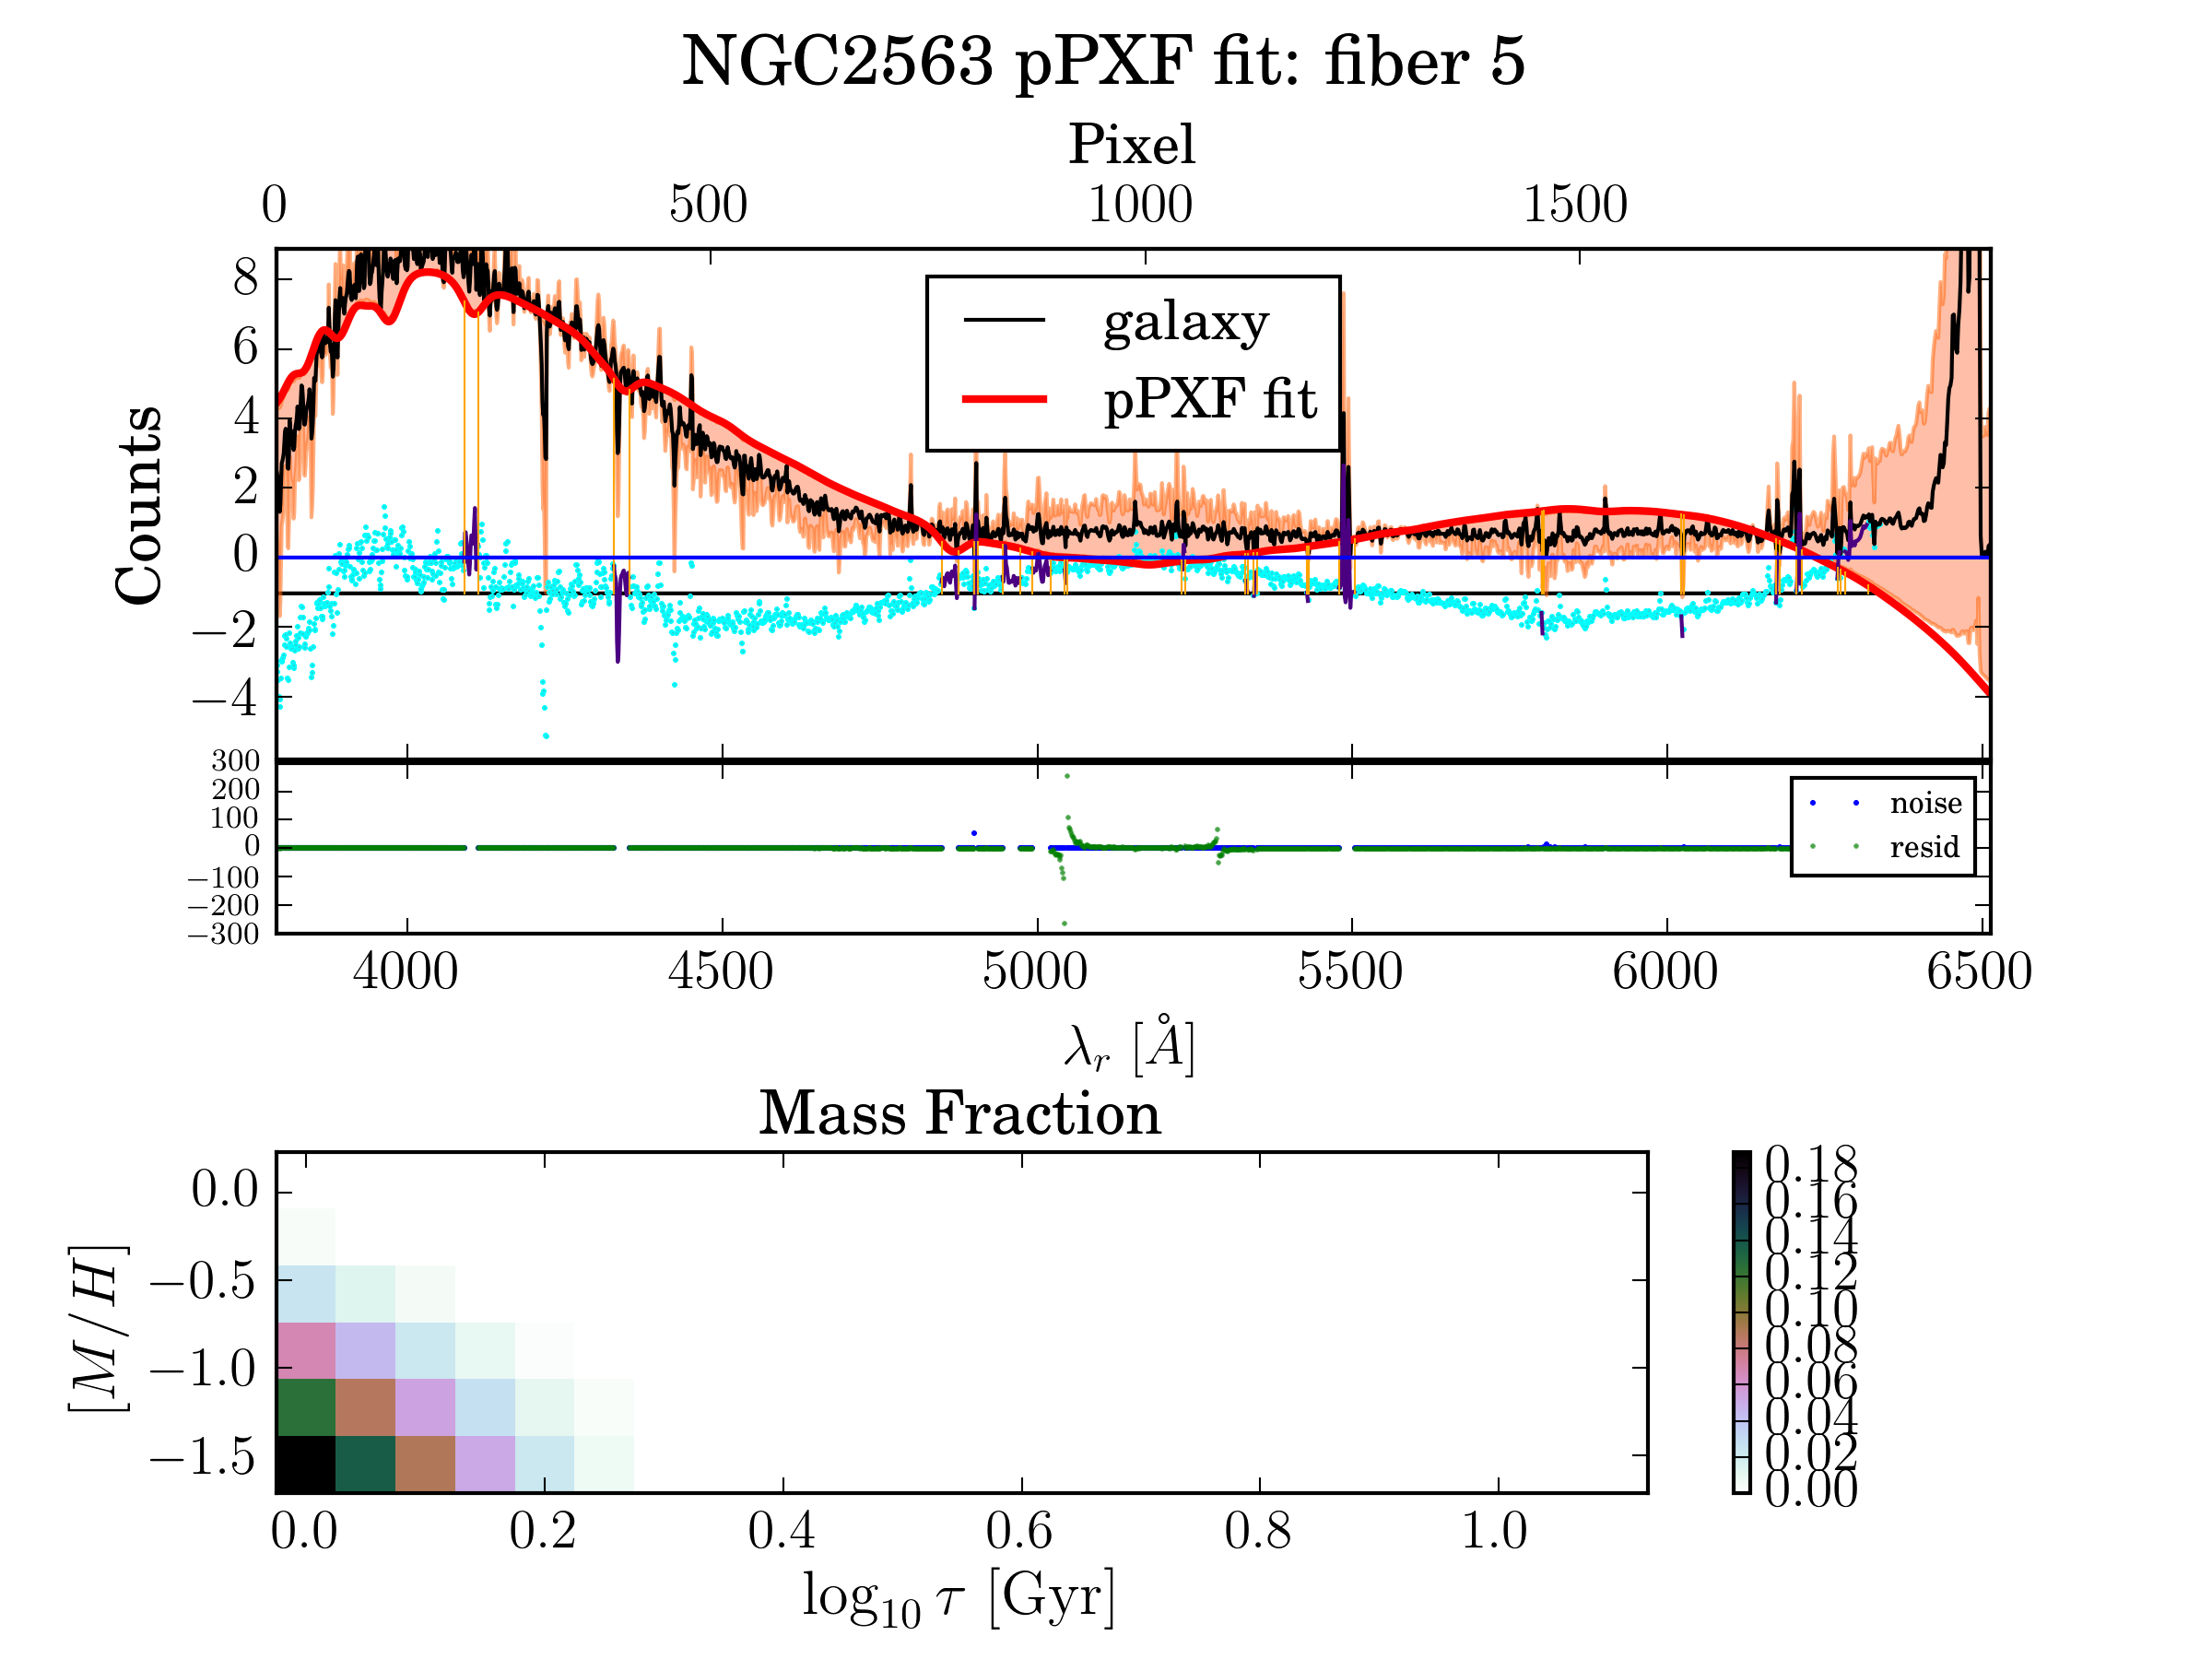 NGC2563 pPXF fit: fiber 5
Pixel
0 500 1000 1500
8
6
4
2
0
−2
−4
Counts
galaxy
pPXF fit
300
200
100
0
−100
−200
−300
noise
resid
4000 4500 5000 5500 6000 6500
λ_r [Å]
Mass Fraction
0.0
−0.5
−1.0
−1.5
[M/H]
0.18
0.16
0.14
0.12
0.10
0.08
0.06
0.04
0.02
0.00
0.0 0.2 0.4 0.6 0.8 1.0
log₁₀ τ [Gyr]